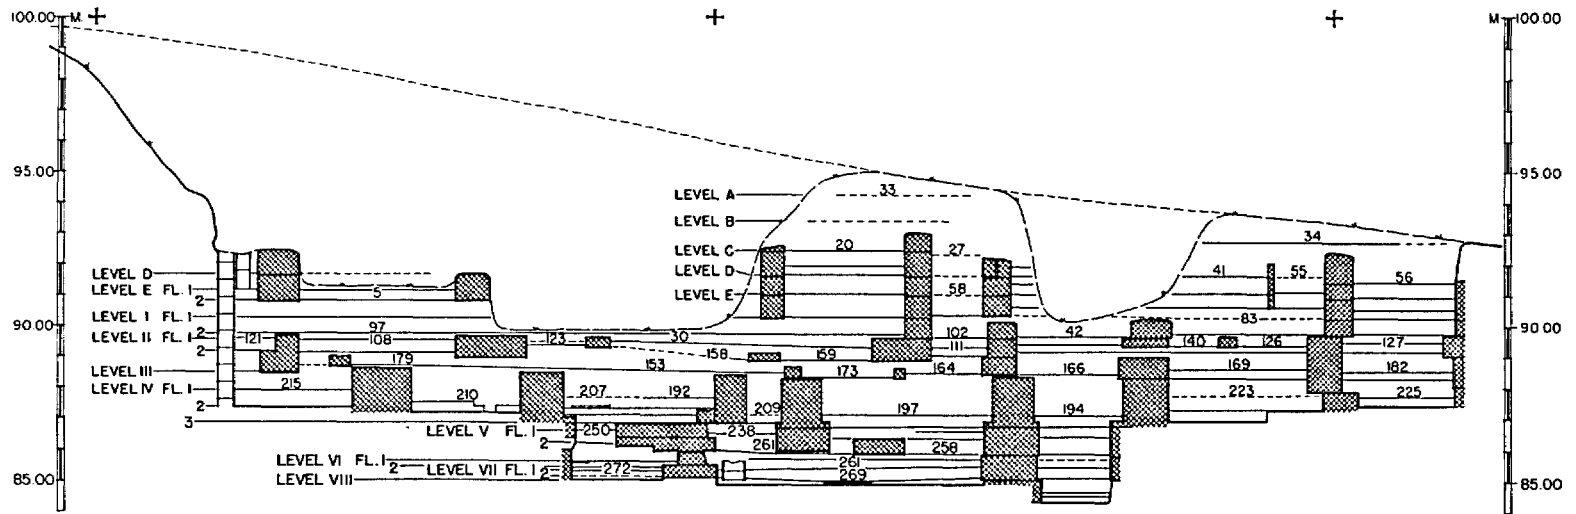 100.00 M. M 100.00
95.00 95.00
LEVEL A 33
LEVEL B
34
LEVEL C 20 27
LEVEL D LEVEL D 41 55 56
LEVEL E FL. 1 5 LEVEL E 58
2
LEVEL I FL. 1 83
90.00 97 42 90.00
LEVEL II FL. 1 2 121 108 123 30 102 111 140 126 127
2 179 153 158 159 173 164 166 169 182
LEVEL III
LEVEL IV FL. 1 215 210 207 192 223 225
2 209 197 194
3
LEVEL V FL. 1 250 238
2 261 258
LEVEL VI FL. 1 261
2 LEVEL VII FL. 1 2 272 269
LEVEL VIII
85.00 85.00